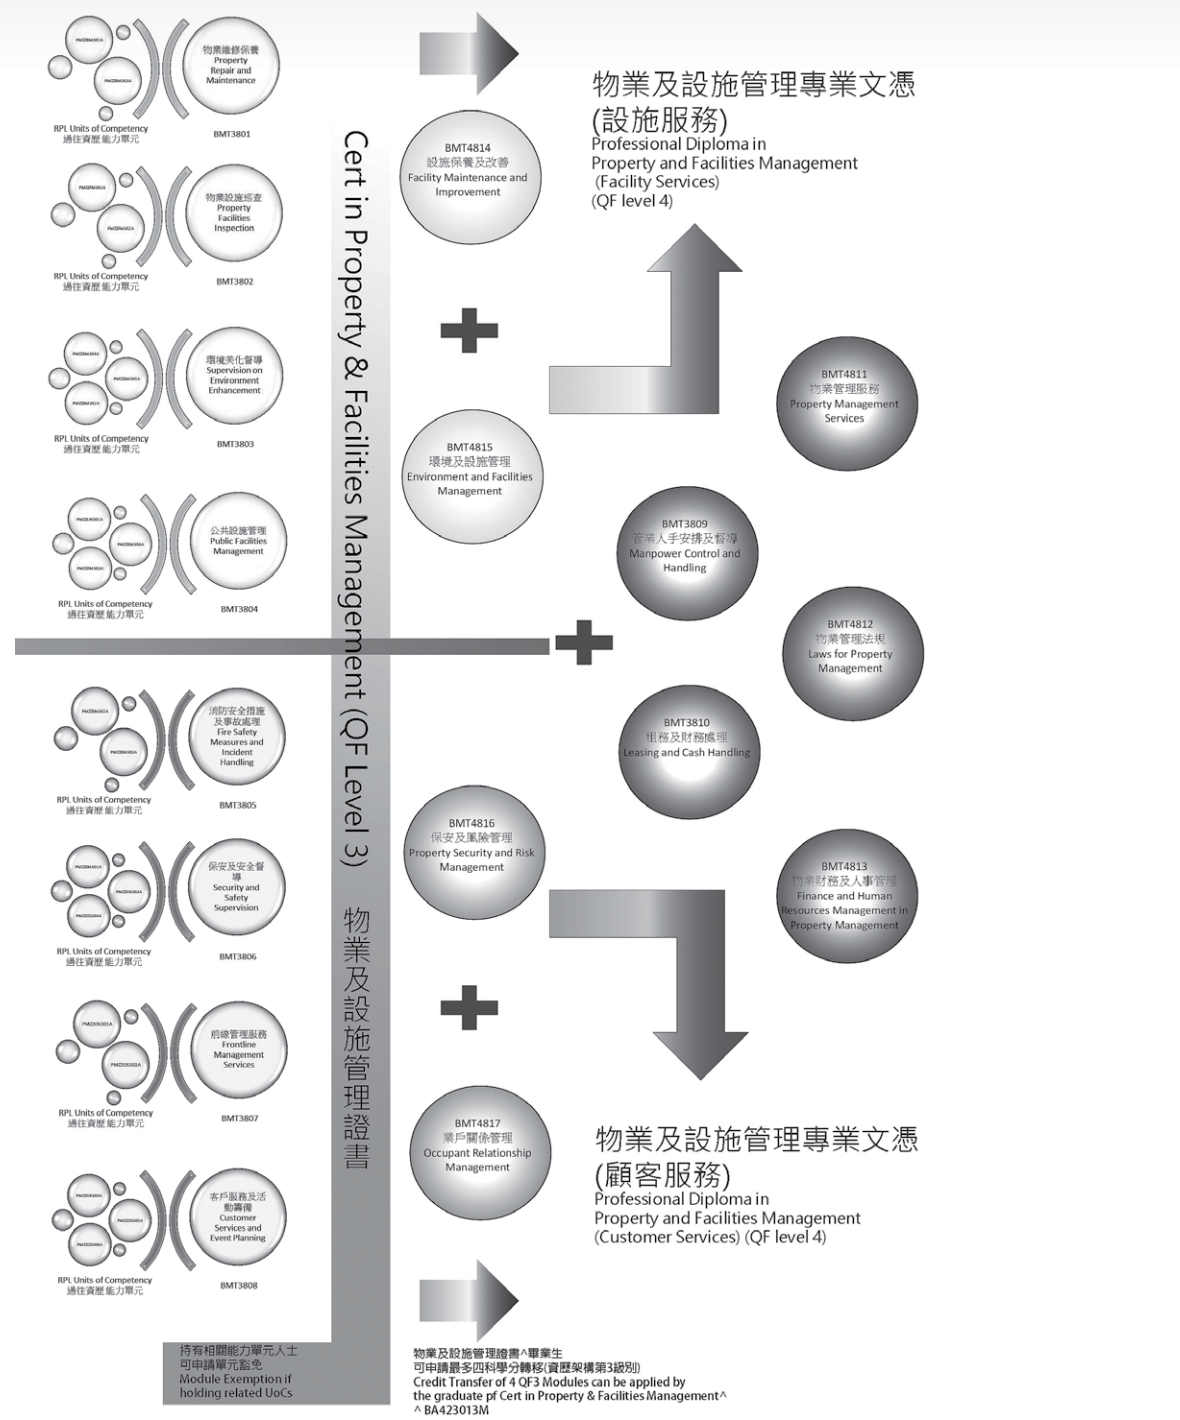 物業維修保養
Property
Repair and
Maintenance
BMT3801
RPL Units of Competency
過往資歷能力單元
物業設施巡查
Property
Facilities
Inspection
BMT3802
RPL Units of Competency
過往資歷能力單元
環境美化督導
Supervision on
Environment
Enhancement
BMT3803
RPL Units of Competency
過往資歷能力單元
公共設施管理
Public Facilities
Management
BMT3804
RPL Units of Competency
過往資歷能力單元
消防安全措施
及事故處理
Fire Safety
Measures and
Incident
Handling
BMT3805
RPL Units of Competency
過往資歷能力單元
保安及安全督
導
Security and
Safety
Supervision
BMT3806
RPL Units of Competency
過往資歷能力單元
前線管理服務
Frontline
Management
Services
BMT3807
RPL Units of Competency
過往資歷能力單元
客戶服務及活
動籌備
Customer
Services and
Event Planning
BMT3808
RPL Units of Competency
過往資歷能力單元
Cert in Property & Facilities Management (QF Level 3) 物業及設施管理證書
持有相關能力單元人士
可申請單元豁免
Module Exemption if
holding related UoCs
BMT4814
設施保養及改善
Facility Maintenance and
Improvement
BMT4815
環境及設施管理
Environment and Facilities
Management
BMT4816
保安及風險管理
Property Security and Risk
Management
BMT4817
業戶關係管理
Occupant Relationship
Management
物業及設施管理專業文憑
(設施服務)
Professional Diploma in
Property and Facilities Management
(Facility Services)
(QF level 4)
BMT4811
物業管理服務
Property Management
Services
BMT3809
管業人手安排及督導
Manpower Control and
Handling
BMT4812
物業管理法規
Laws for Property
Management
BMT3810
租務及財務處理
Leasing and Cash Handling
BMT4813
物業財務及人事管理
Finance and Human
Resources Management in
Property Management
物業及設施管理專業文憑
(顧客服務)
Professional Diploma in
Property and Facilities Management
(Customer Services) (QF level 4)
物業及設施管理證書^畢業生
可申請最多四科學分轉移(資歷架構第3級別)
Credit Transfer of 4 QF3 Modules can be applied by
the graduate pf Cert in Property & Facilities Management^
^ BA423013M